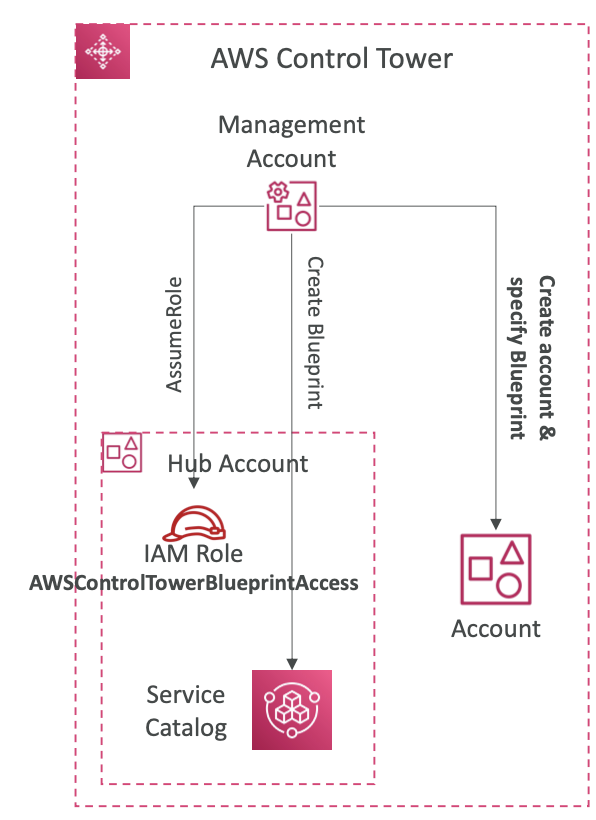 AWS Control Tower
Management
Account
AssumeRole
Create Blueprint
Create account &
specify Blueprint
Hub Account
IAM Role
AWSControlTowerBlueprintAccess
Account
Service
Catalog